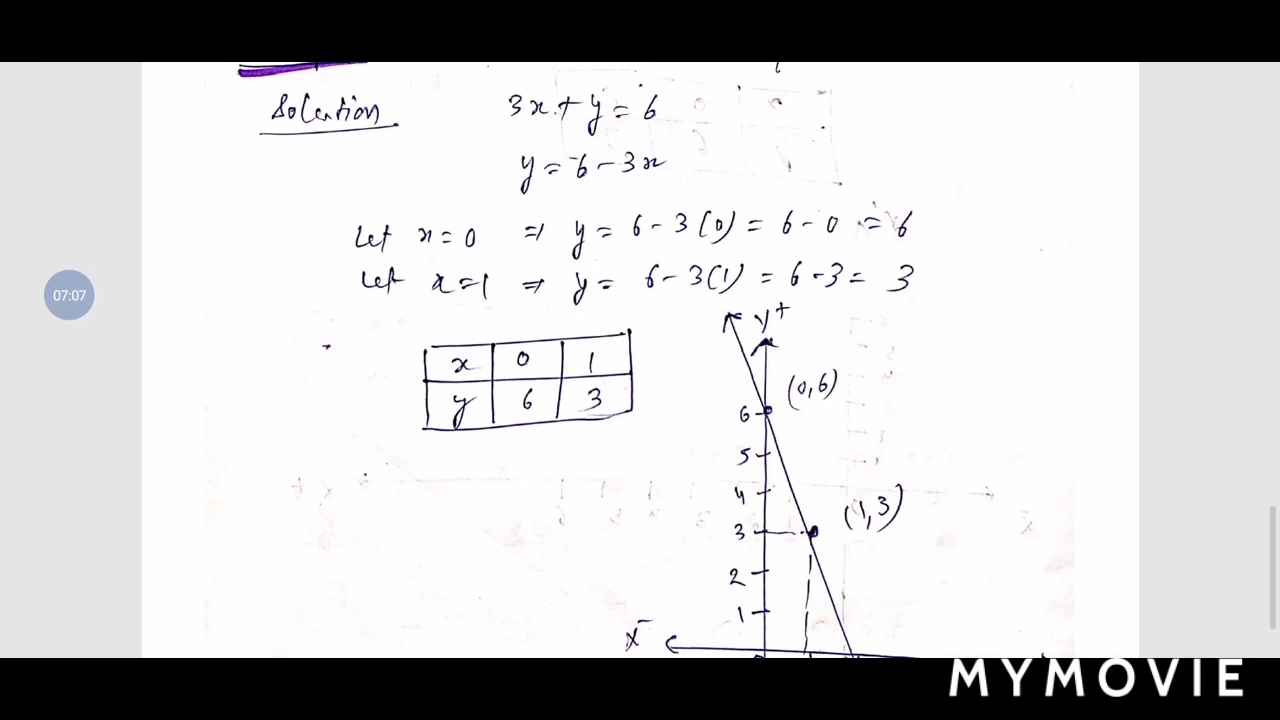 Solution
3x + y = 6
y = 6 - 3x
Let x = 0 ⇒ y = 6 - 3(0) = 6 - 0 = 6
Let x = 1 ⇒ y = 6 - 3(1) = 6 - 3 = 3
07:07
x 0 1
y 6 3
y+
(0,6)
6
5
4
(1,3)
3
2
1
x-
MYMOVIE